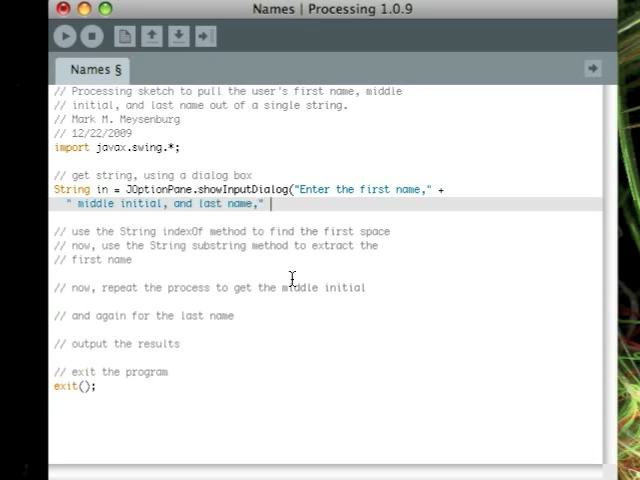 Names | Processing 1.0.9
Names §
// Processing sketch to pull the user's first name, middle
// initial, and last name out of a single string.
// Mark M. Meysenburg
// 12/22/2009
import javax.swing.*;
// get string, using a dialog box
String in = JOptionPane.showInputDialog("Enter the first name," +
" middle initial, and last name,"
// use the String indexOf method to find the first space
// now, use the String substring method to extract the
// first name
// now, repeat the process to get the middle initial
// and again for the last name
// output the results
// exit the program
exit();